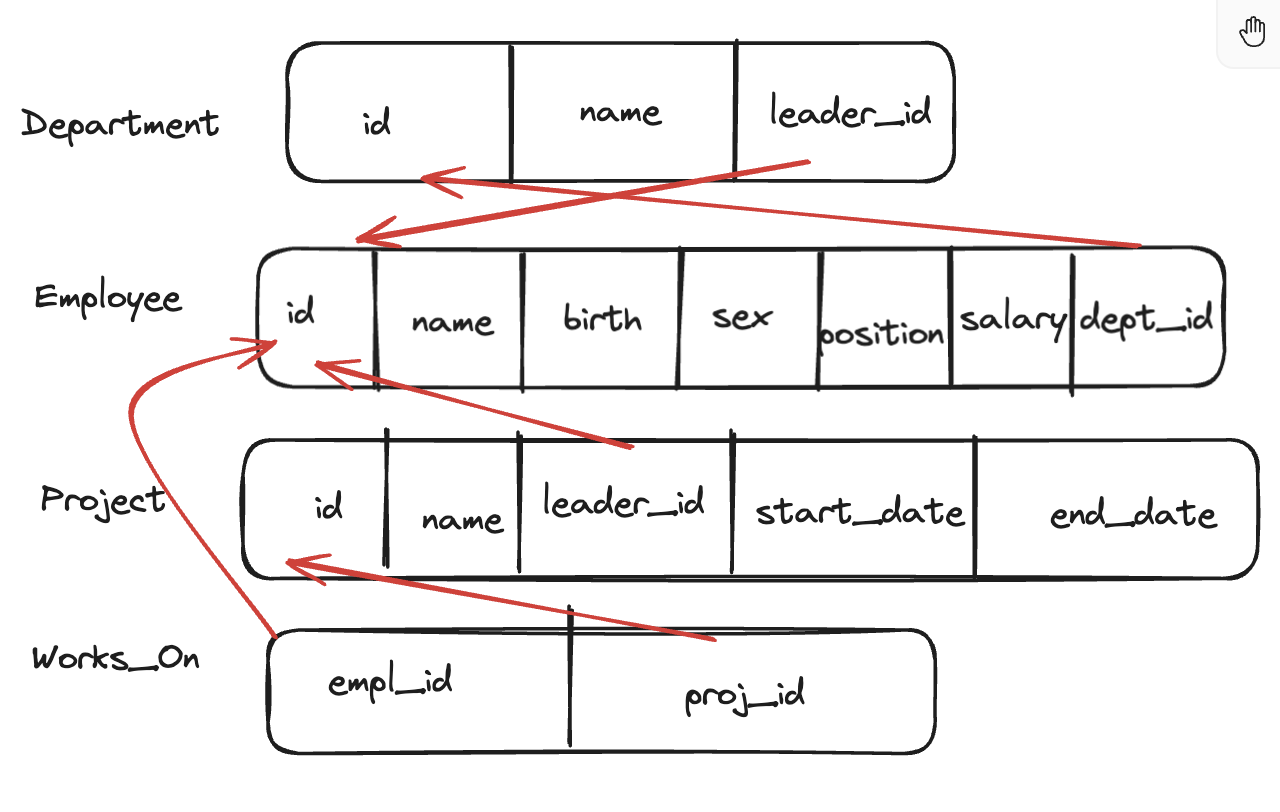 Department id name leader_id
Employee id name birth sex position salary dept_id
Project id name leader_id start_date end_date
Works_On empl_id proj_id